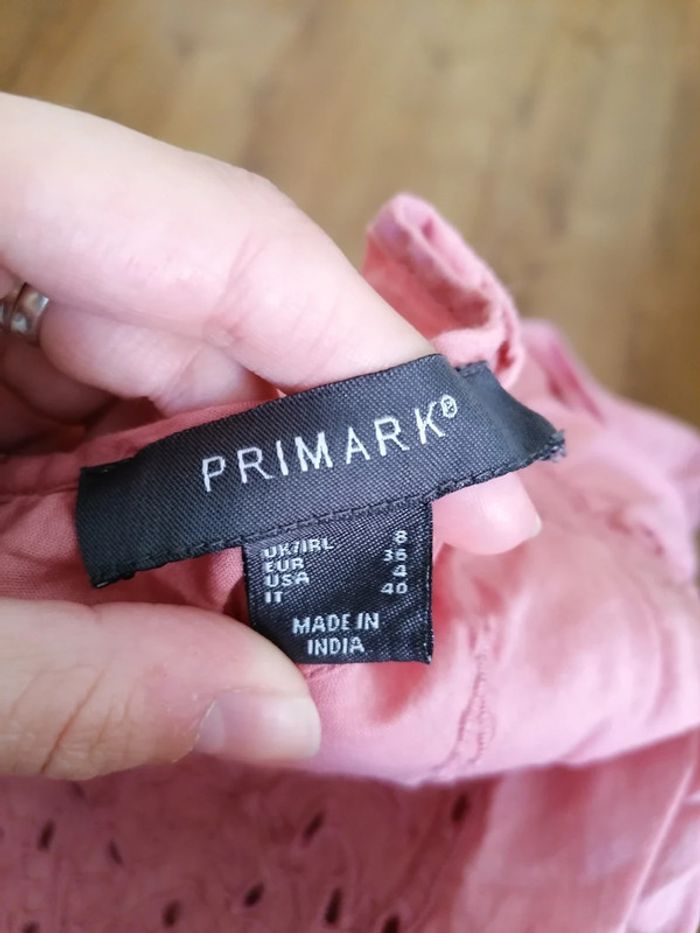 PRIMARK®
UK/IRL 8
EUR 36
USA 4
IT 40
MADE IN
INDIA